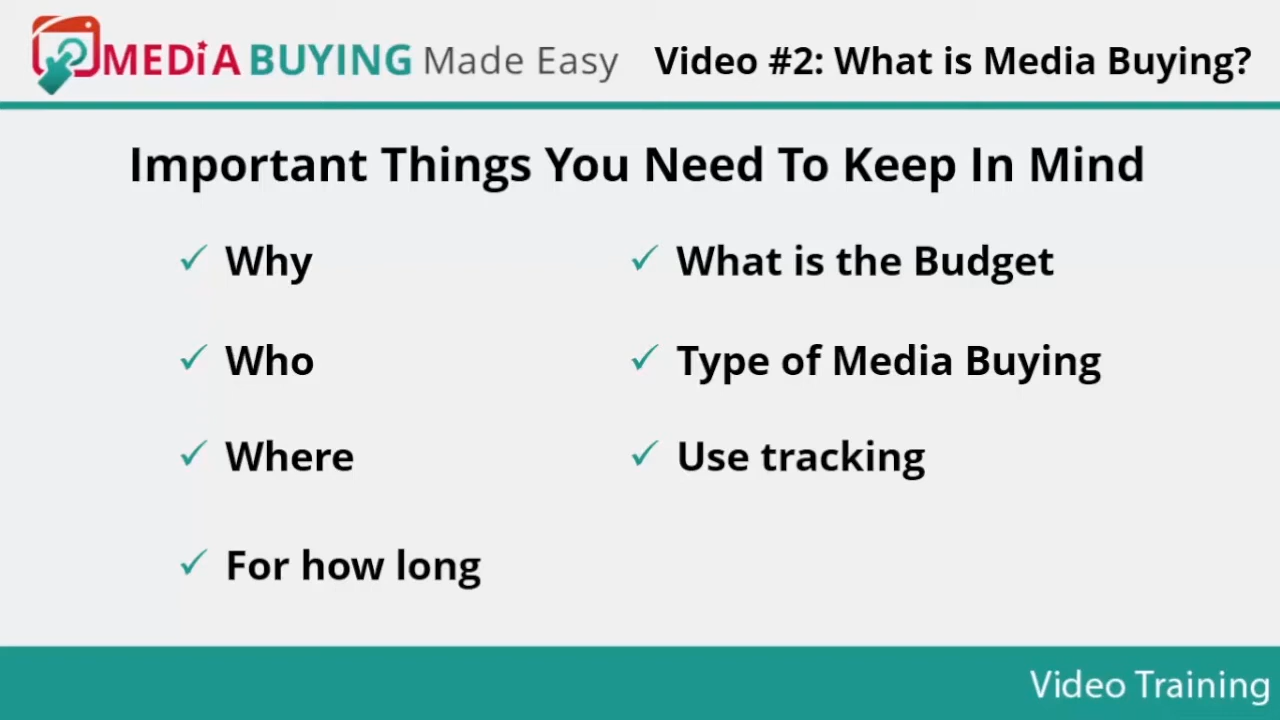 MEDiA BUYING Made Easy
Video #2: What is Media Buying?
Important Things You Need To Keep In Mind
✓ Why
✓ Who
✓ Where
✓ For how long
✓ What is the Budget
✓ Type of Media Buying
✓ Use tracking
Video Training